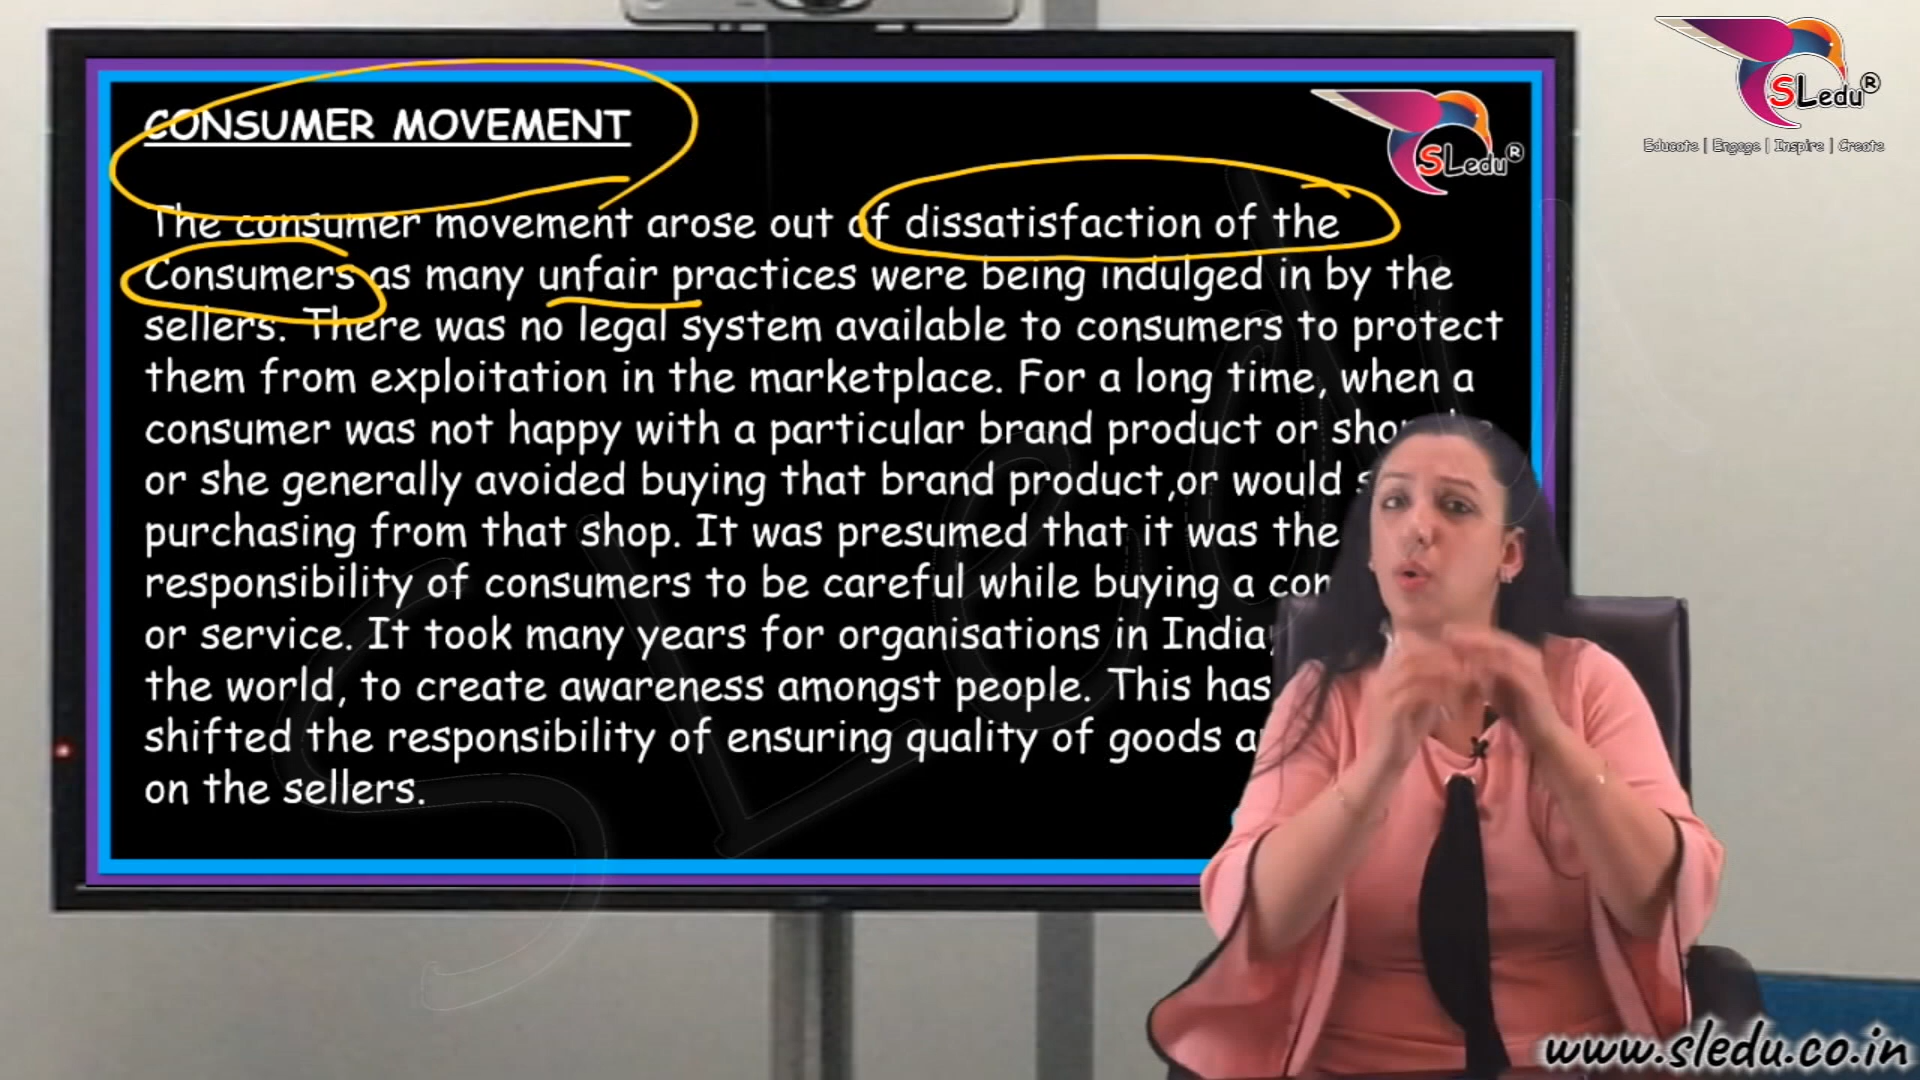 CONSUMER MOVEMENT
SLedu®
SLedu®
Educate | Engage | Inspire | Create
The consumer movement arose out of dissatisfaction of the
Consumers as many unfair practices were being indulged in by the
sellers. There was no legal system available to consumers to protect
them from exploitation in the marketplace. For a long time, when a
consumer was not happy with a particular brand product or
or she generally avoided buying that brand product,or would
purchasing from that shop. It was presumed that it was the
responsibility of consumers to be careful while buying a
or service. It took many years for organisations in India,
the world, to create awareness amongst people. This has
shifted the responsibility of ensuring quality of goods
on the sellers.
SLedu
www.sledu.co.in